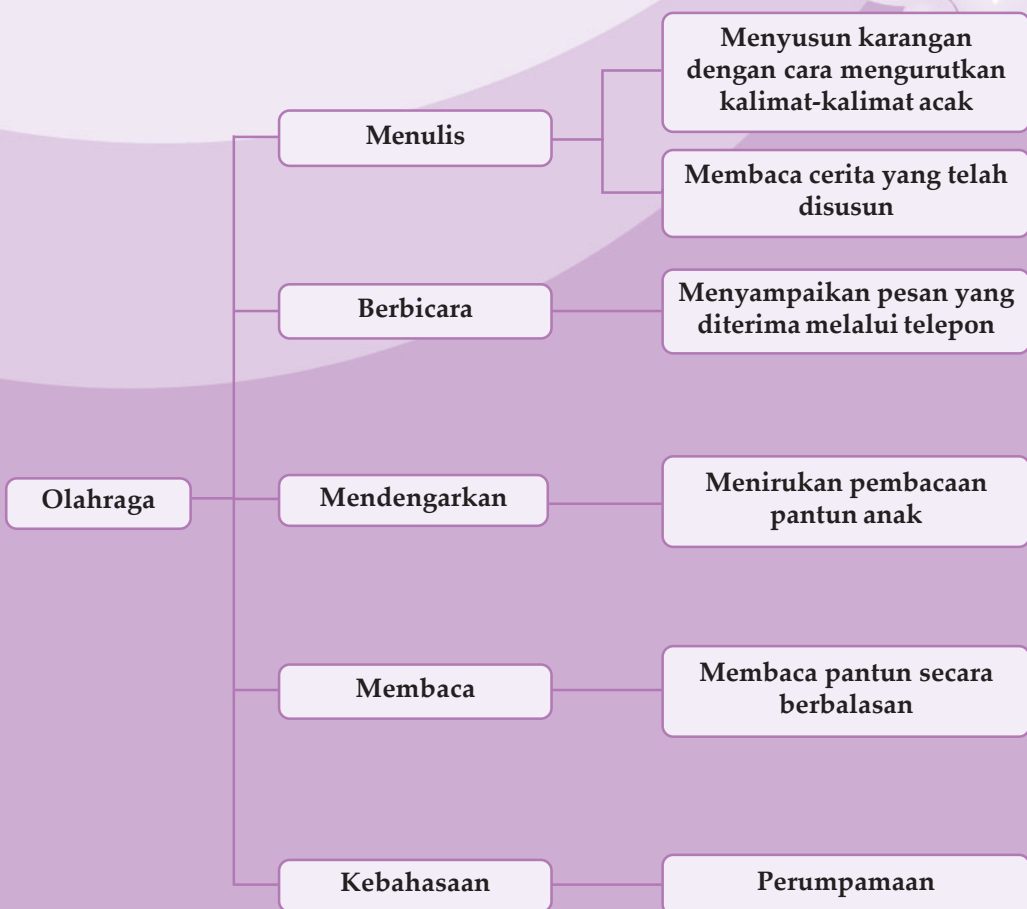 Menyusun karangan
dengan cara mengurutkan
kalimat-kalimat acak
Menulis
Membaca cerita yang telah
disusun
Berbicara
Menyampaikan pesan yang
diterima melalui telepon
Olahraga
Mendengarkan
Menirukan pembacaan
pantun anak
Membaca
Membaca pantun secara
berbalasan
Kebahasaan
Perumpamaan